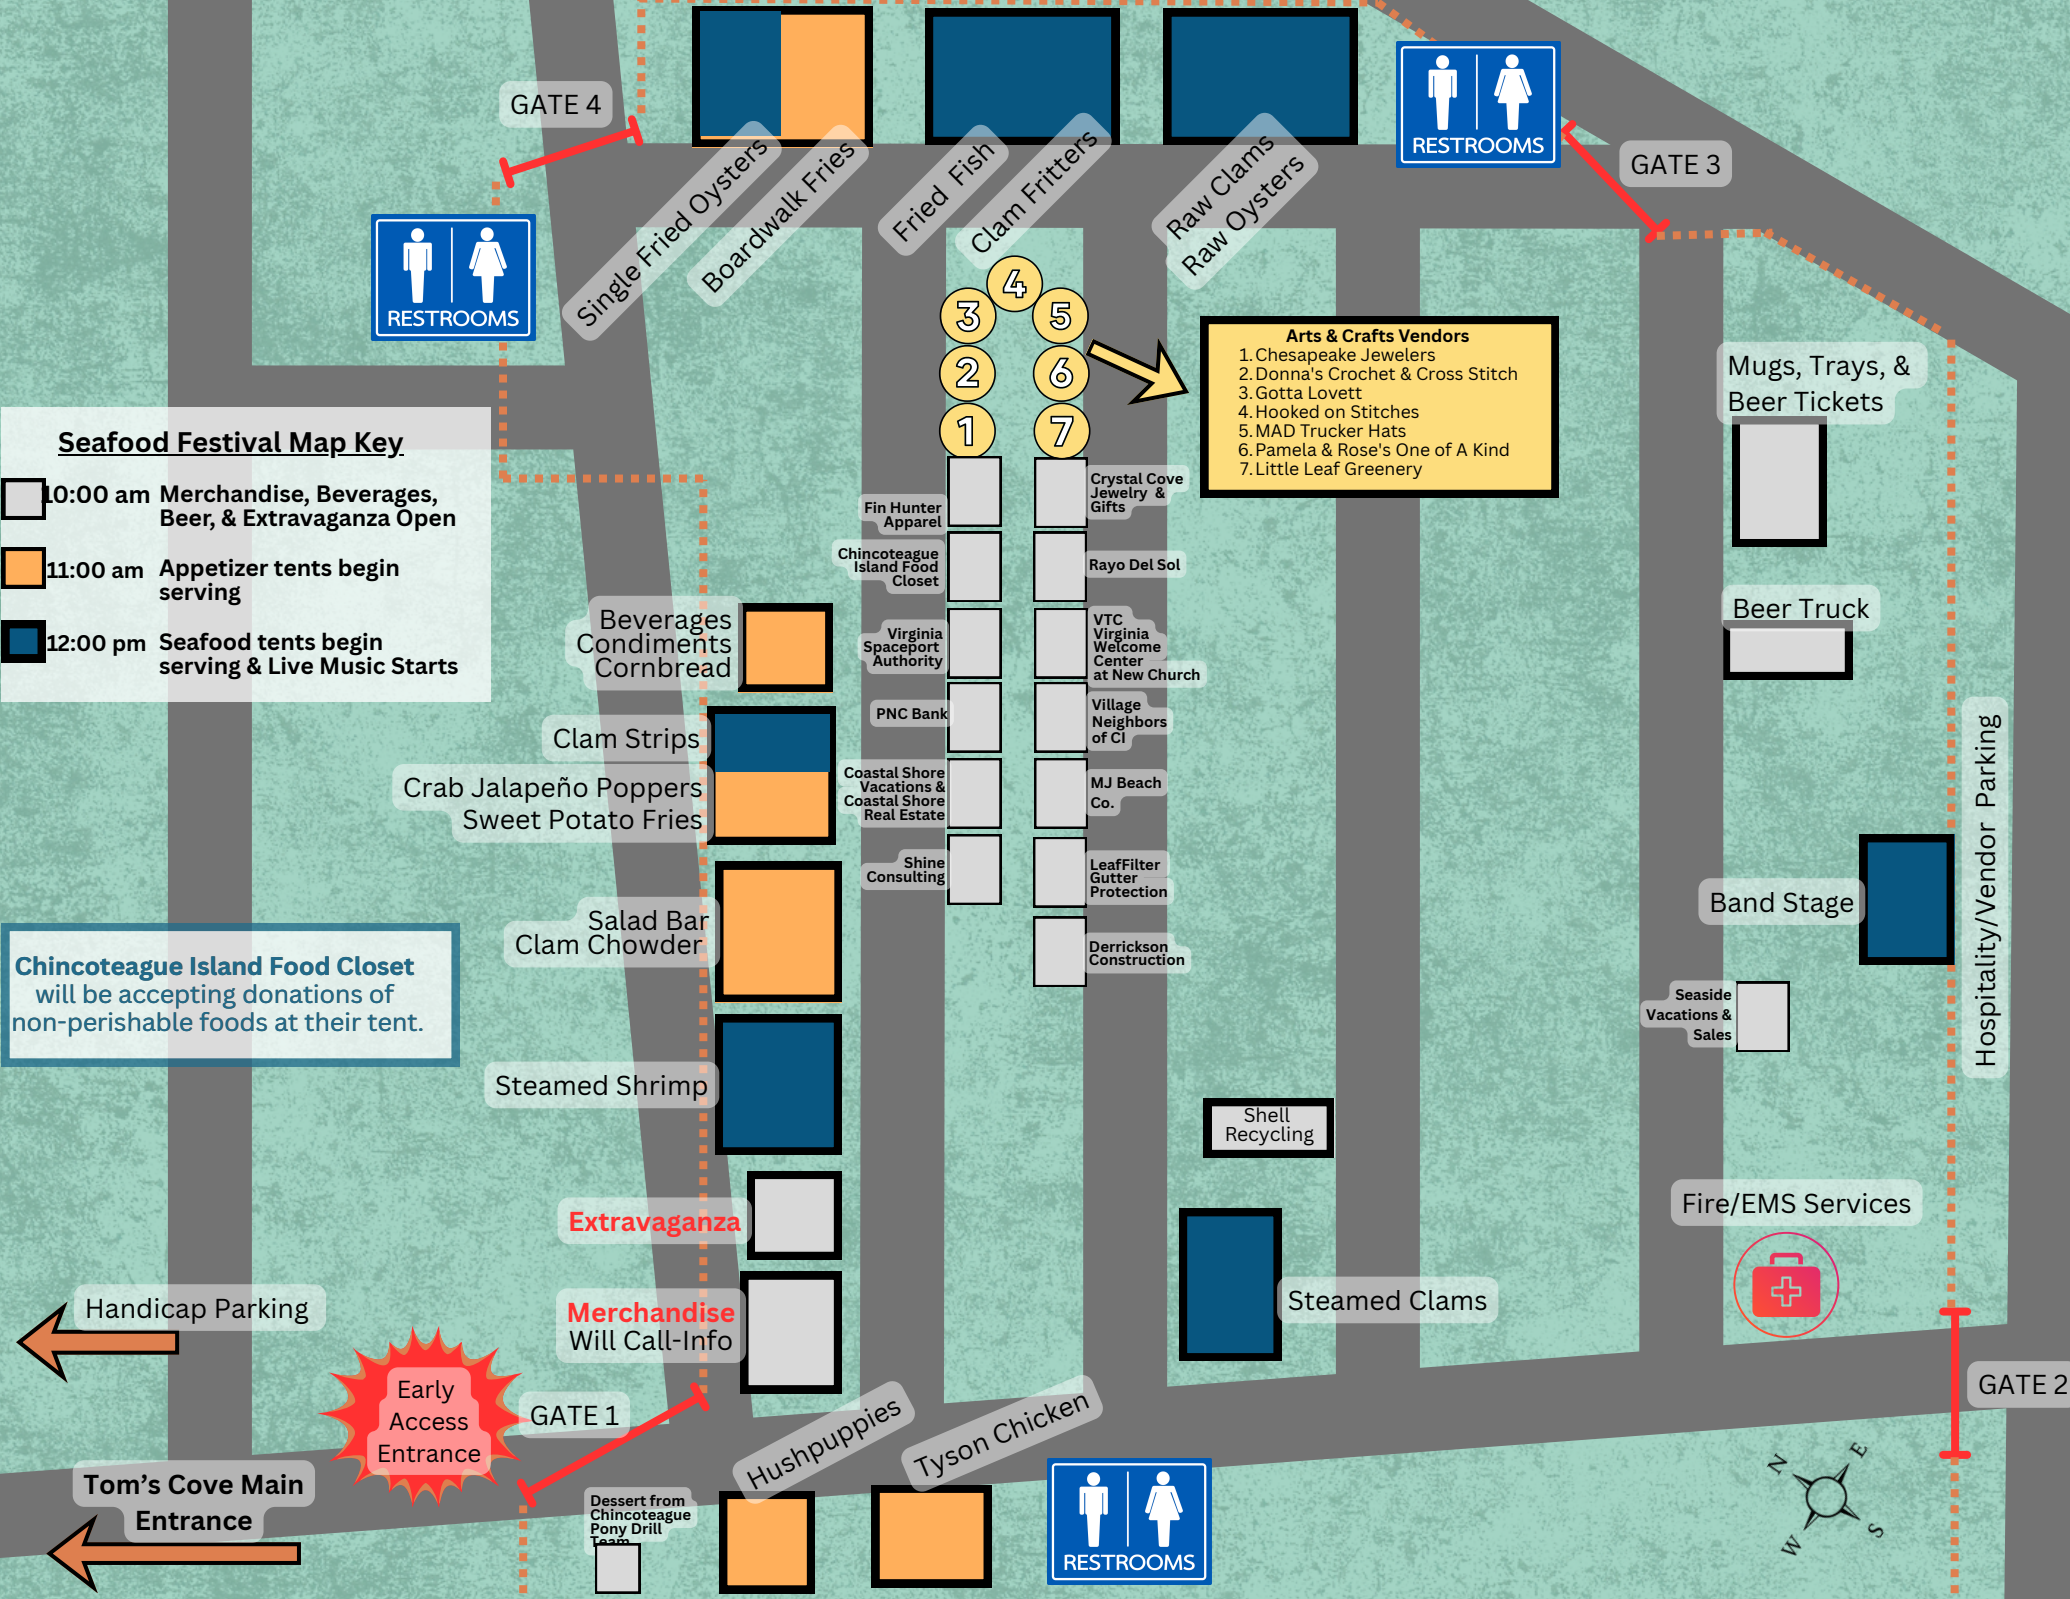 GATE 4
RESTROOMS
GATE 3
Single Fried Oysters
Boardwalk Fries
Fried Fish
Clam Fritters
Raw Clams
Raw Oysters
RESTROOMS
4
3
5
2
6
1
7
Arts & Crafts Vendors
1. Chesapeake Jewelers
2. Donna's Crochet & Cross Stitch
3. Gotta Lovett
4. Hooked on Stitches
5. MAD Trucker Hats
6. Pamela & Rose's One of A Kind
7. Little Leaf Greenery
Mugs, Trays, &
Beer Tickets
Seafood Festival Map Key
10:00 am Merchandise, Beverages,
Beer, & Extravaganza Open
11:00 am Appetizer tents begin
serving
12:00 pm Seafood tents begin
serving & Live Music Starts
Fin Hunter
Apparel
Crystal Cove
Jewelry &
Gifts
Chincoteague
Island Food
Closet
Rayo Del Sol
Virginia
Spaceport
Authority
VTC
Virginia
Welcome
Center
at New Church
PNC Bank
Village
Neighbors
of CI
Coastal Shore
Vacations &
Coastal Shore
Real Estate
MJ Beach
Co.
Shine
Consulting
LeafFilter
Gutter
Protection
Derrickson
Construction
Beer Truck
Beverages
Condiments
Cornbread
Clam Strips
Crab Jalapeño Poppers
Sweet Potato Fries
Salad Bar
Clam Chowder
Band Stage
Hospitality/Vendor Parking
Chincoteague Island Food Closet
will be accepting donations of
non-perishable foods at their tent.
Seaside
Vacations &
Sales
Steamed Shrimp
Shell
Recycling
Extravaganza
Fire/EMS Services
Merchandise
Will Call-Info
Steamed Clams
Handicap Parking
Early
Access
Entrance
GATE 1
GATE 2
Hushpuppies
Tyson Chicken
Tom's Cove Main
Entrance
Dessert from
Chincoteague
Pony Drill
Team
RESTROOMS
N
E
W
S